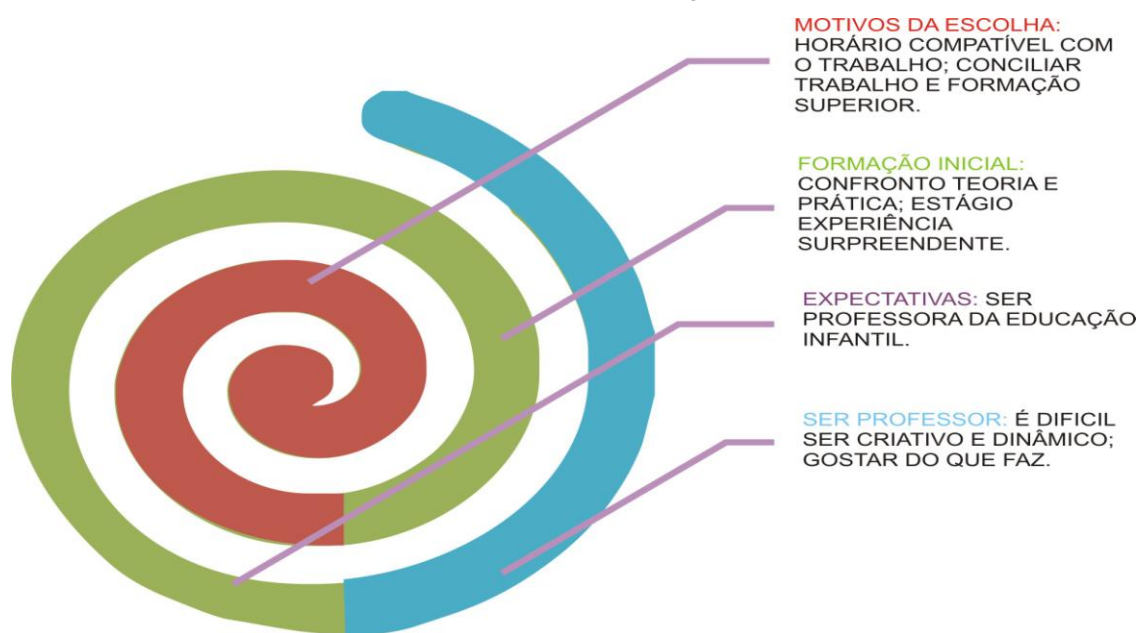 MOTIVOS DA ESCOLHA:
HORÁRIO COMPATÍVEL COM
O TRABALHO; CONCILIAR
TRABALHO E FORMAÇÃO
SUPERIOR.
FORMAÇÃO INICIAL:
CONFRONTO TEORIA E
PRÁTICA; ESTÁGIO
EXPERIÊNCIA
SURPREENDENTE.
EXPECTATIVAS: SER
PROFESSORA DA EDUCAÇÃO
INFANTIL.
SER PROFESSOR: É DIFICIL
SER CRIATIVO E DINÂMICO;
GOSTAR DO QUE FAZ.